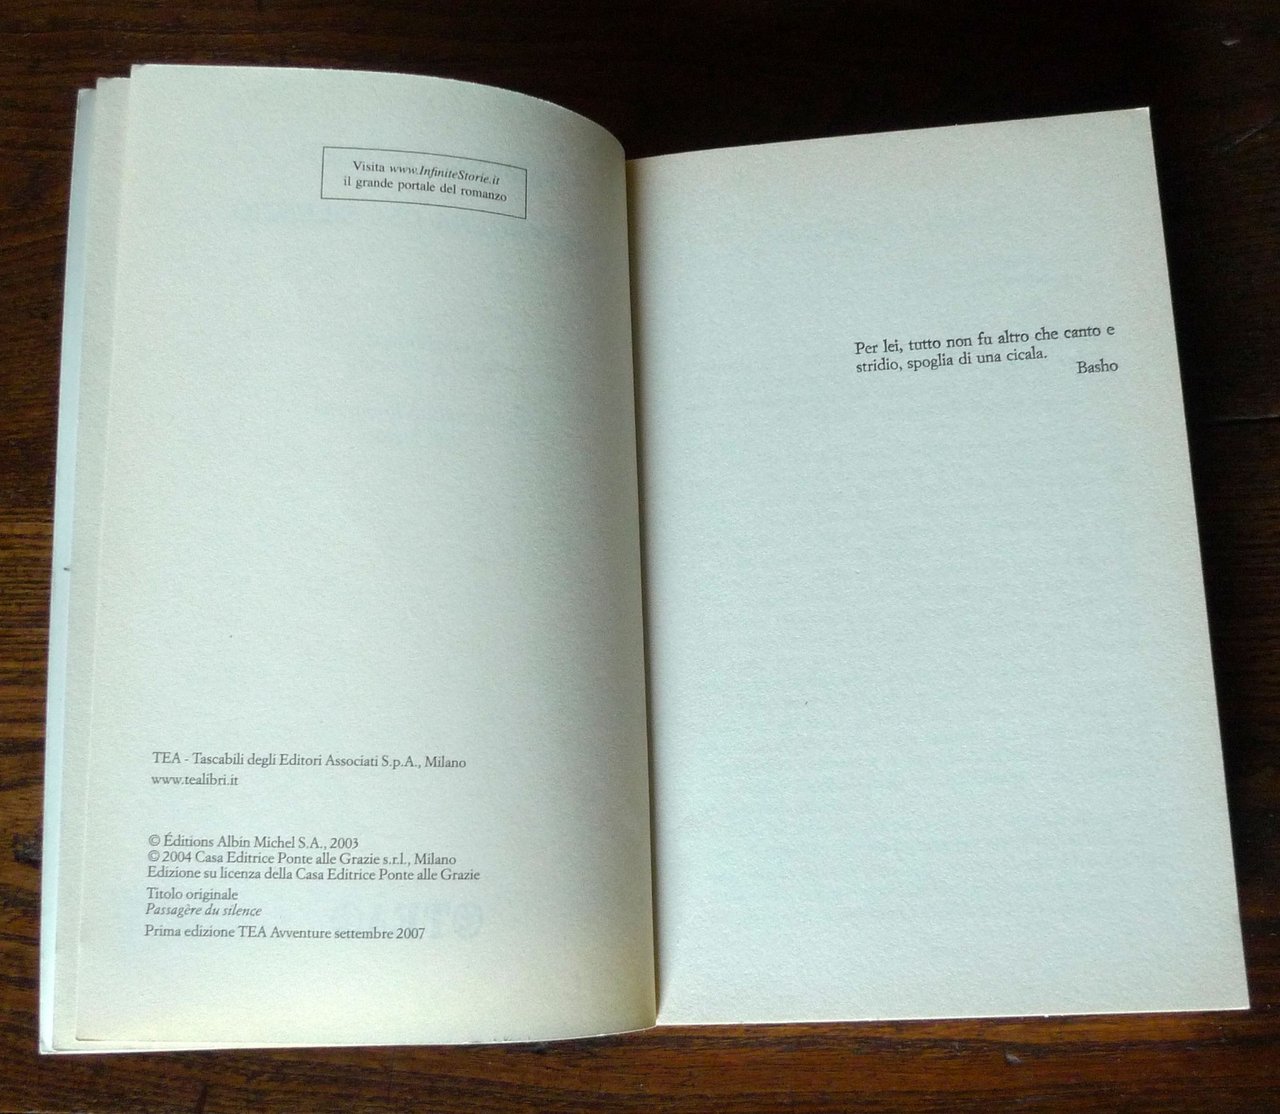 Visita www.InfiniteStorie.it
il grande portale del romanzo
TEA - Tascabili degli Editori Associati S.p.A., Milano
www.tealibri.it
© Éditions Albin Michel S.A., 2003
© 2004 Casa Editrice Ponte alle Grazie s.r.l., Milano
Edizione su licenza della Casa Editrice Ponte alle Grazie
Titolo originale
Passagère du silence
Prima edizione TEA Avventure settembre 2007
Per lei, tutto non fu altro che canto e
stridio, spoglia di una cicala.
Basho